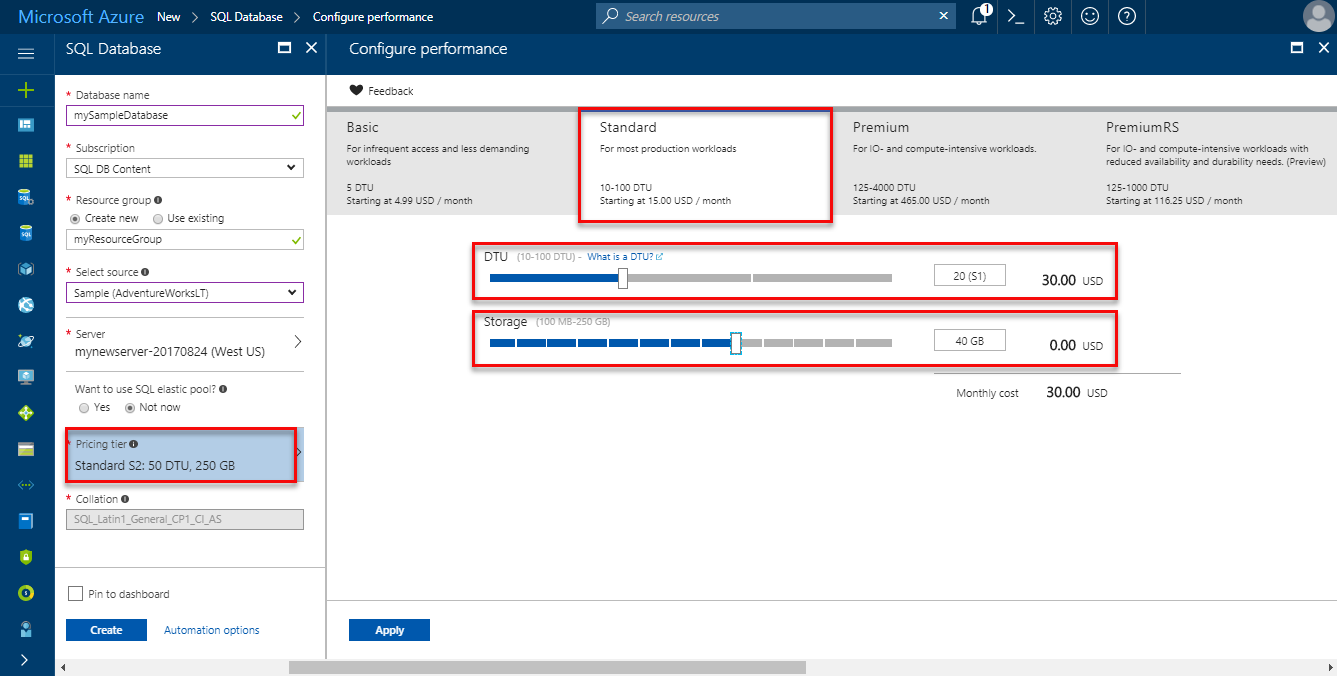 Microsoft Azure New > SQL Database > Configure performance
Search resources
1
SQL Database
* Database name
mySampleDatabase
* Subscription
SQL DB Content
* Resource group
Create new Use existing
myResourceGroup
* Select source
Sample (AdventureWorksLT)
* Server
mynewserver-20170824 (West US)
Want to use SQL elastic pool?
Yes Not now
* Pricing tier
Standard S2: 50 DTU, 250 GB
* Collation
SQL_Latin1_General_CP1_CI_AS
Pin to dashboard
Create Automation options
Configure performance
Feedback
Basic
For infrequent access and less demanding
workloads
5 DTU
Starting at 4.99 USD / month
Standard
For most production workloads
10-100 DTU
Starting at 15.00 USD / month
Premium
For IO- and compute-intensive workloads.
125-4000 DTU
Starting at 465.00 USD / month
PremiumRS
For IO- and compute-intensive workloads with
reduced availability and durability needs. (Preview)
125-1000 DTU
Starting at 116.25 USD / month
DTU (10-100 DTU) - What is a DTU?
20 (S1) 30.00 USD
Storage (100 MB-250 GB)
40 GB 0.00 USD
Monthly cost 30.00 USD
Apply